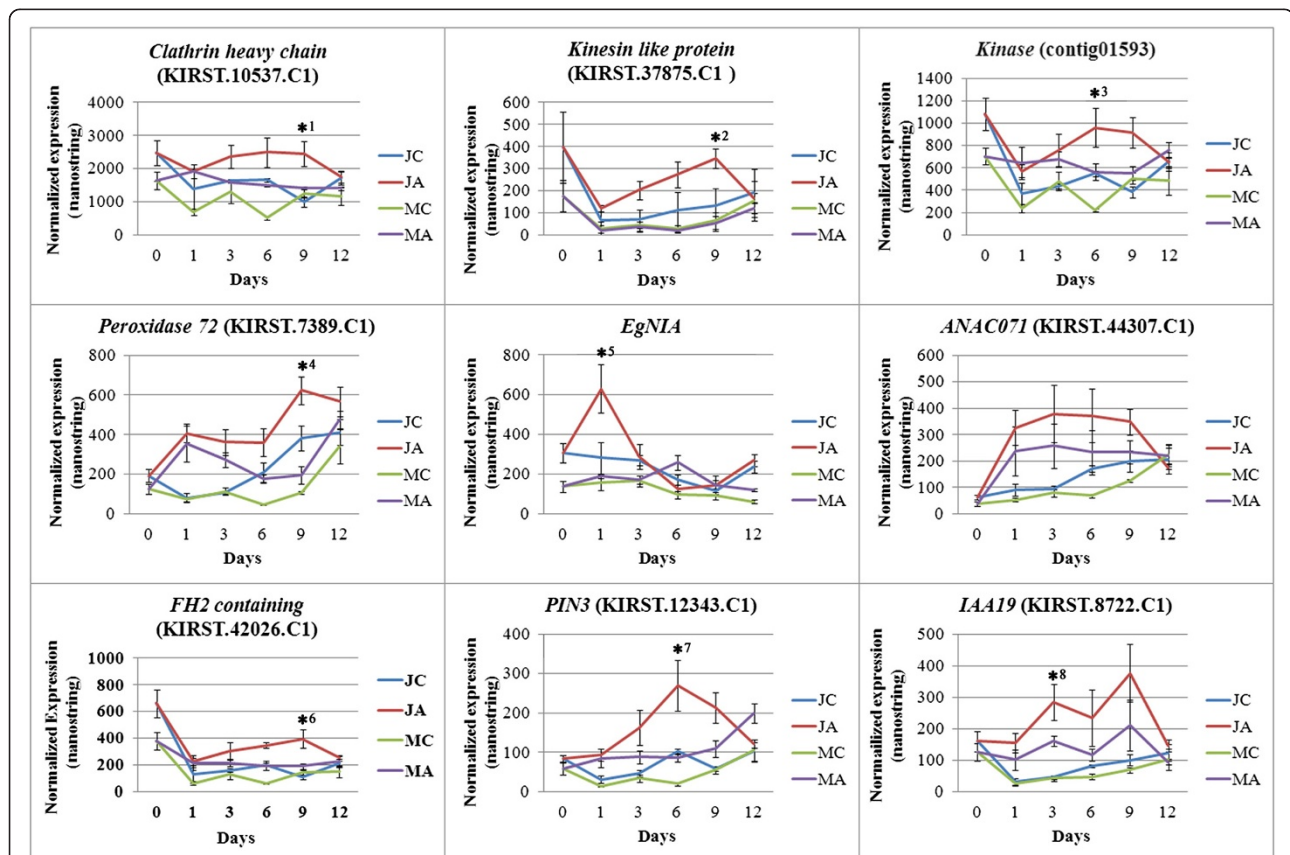 Clathrin heavy chain
(KIRST.10537.C1)
Normalized expression
(nanostring)
4000
3000
2000
1000
0
*1
0 1 3 6 9 12
Days
JC
JA
MC
MA
Kinesin like protein
(KIRST.37875.C1 )
Normalized expression
(nanostring)
600
500
400
300
200
100
0
*2
0 1 3 6 9 12
Days
JC
JA
MC
MA
Kinase (contig01593)
Normalized expression
(nanostring)
1400
1200
1000
800
600
400
200
0
*3
0 1 3 6 9 12
Days
JC
JA
MC
MA
Peroxidase 72 (KIRST.7389.C1)
Normalized expression
(nanostring)
800
600
400
200
0
*4
0 1 3 6 9 12
Days
JC
JA
MC
MA
EgNIA
Normalized expression
(nanostring)
800
600
400
200
0
*5
0 1 3 6 9 12
Days
JC
JA
MC
MA
ANAC071 (KIRST.44307.C1)
Normalized expression
(nanostring)
600
500
400
300
200
100
0
0 1 3 6 9 12
Days
JC
JA
MC
MA
FH2 containing
(KIRST.42026.C1)
Normalized Expression
(nanostring)
1000
800
600
400
200
0
*6
0 1 3 6 9 12
Days
JC
JA
MC
MA
PIN3 (KIRST.12343.C1)
Normalized expression
(nanostring)
400
300
200
100
0
*7
0 1 3 6 9 12
Days
JC
JA
MC
MA
IAA19 (KIRST.8722.C1)
Normalized expression
(nanostring)
500
400
300
200
100
0
*8
0 1 3 6 9 12
Days
JC
JA
MC
MA